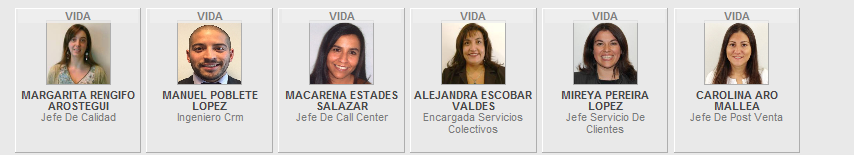 VIDA
MARGARITA RENGIFO
AROSTEGUI
Jefe De Calidad
VIDA
MANUEL POBLETE
LOPEZ
Ingeniero Crm
VIDA
MACARENA ESTADES
SALAZAR
Jefe De Call Center
VIDA
ALEJANDRA ESCOBAR
VALDES
Encargada Servicios
Colectivos
VIDA
MIREYA PEREIRA
LOPEZ
Jefe Servicio De
Clientes
VIDA
CAROLINA ARO
MALLEA
Jefe De Post Venta